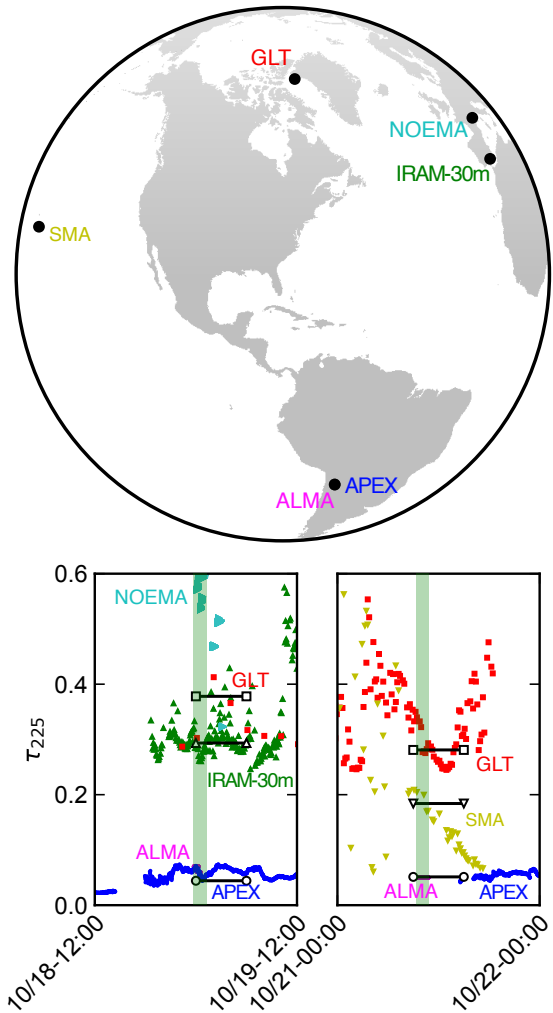 GLT
NOEMA
IRAM-30m
SMA
APEX
ALMA
0.6
NOEMA
GLT
0.4
τ225
IRAM-30m
GLT
0.2
SMA
ALMA
APEX
ALMA
APEX
0.0
10/18-12:00
10/19-12:00
10/21-00:00
10/22-00:00